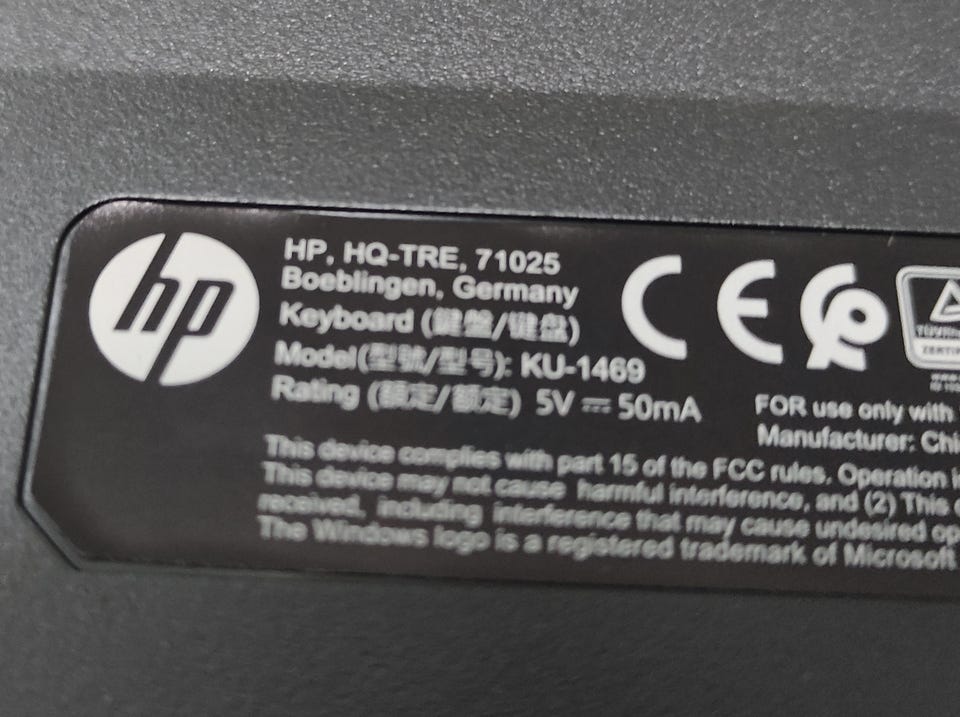 hp
HP, HQ-TRE, 71025
Boeblingen, Germany
Keyboard (鍵盤/键盘)
Model(型號/型号): KU-1469
Rating (額定/额定) 5V ⎓ 50mA
CE
FOR use only with
Manufacturer: Chi
This device complies with part 15 of the FCC rules. Operation
This device may not cause harmful interference, and (2) This
received, including interference that may cause undesired op
The Windows logo is a registered trademark of Microsoft